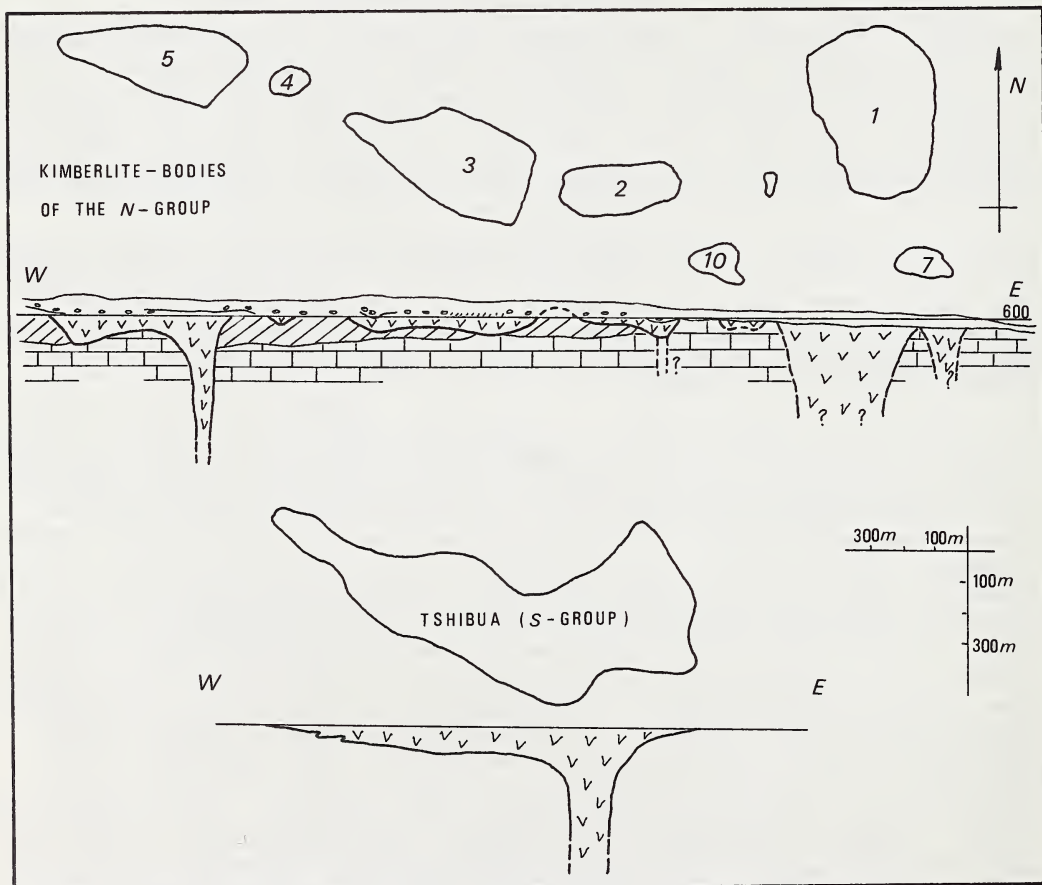 5
4
3
2
1
N
KIMBERLITE-BODIES
OF THE N-GROUP
10
7
W
E
600
?
?
? ?
300m 100m
100m
300m
TSHIBUA (S-GROUP)
W
E